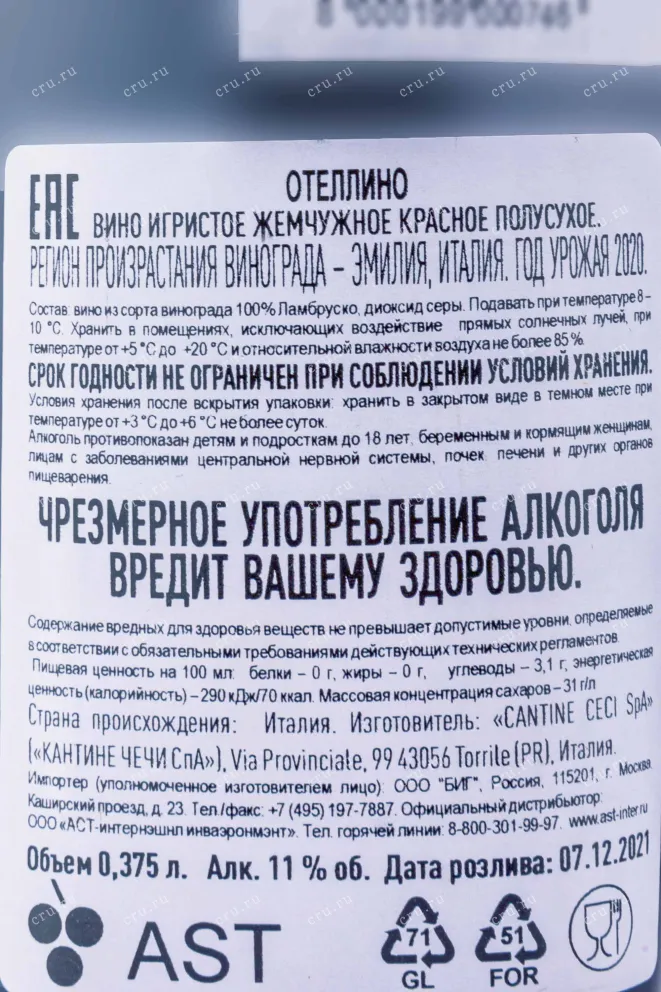 8 000199 000746
EAC
ОТЕЛЛИНО
ВИНО ИГРИСТОЕ ЖЕМЧУЖНОЕ КРАСНОЕ ПОЛУСУХОЕ.
РЕГИОН ПРОИЗРАСТАНИЯ ВИНОГРАДА – ЭМИЛИЯ, ИТАЛИЯ. ГОД УРОЖАЯ 2020.
Состав: вино из сорта винограда 100% Ламбруско, диоксид серы. Подавать при температуре 8–
10 °С. Хранить в помещениях, исключающих воздействие прямых солнечных лучей, при
температуре от +5 °С до +20 °С и относительной влажности воздуха не более 85 %.
СРОК ГОДНОСТИ НЕ ОГРАНИЧЕН ПРИ СОБЛЮДЕНИИ УСЛОВИЙ ХРАНЕНИЯ.
Условия хранения после вскрытия упаковки: хранить в закрытом виде в темном месте при
температуре от +3 °С до +6 °С не более суток.
Алкоголь противопоказан детям и подросткам до 18 лет, беременным и кормящим женщинам,
лицам с заболеваниями центральной нервной системы, почек, печени и других органов
пищеварения.
ЧРЕЗМЕРНОЕ УПОТРЕБЛЕНИЕ АЛКОГОЛЯ
ВРЕДИТ ВАШЕМУ ЗДОРОВЬЮ.
Содержание вредных для здоровья веществ не превышает допустимые уровни, определяемые
в соответствии с обязательными требованиями действующих технических регламентов.
Пищевая ценность на 100 мл: белки – 0 г, жиры – 0 г, углеводы – 3,1 г, энергетическая
ценность (калорийность) – 290 кДж/70 ккал. Массовая концентрация сахаров – 31 г/л
Страна происхождения: Италия. Изготовитель: «CANTINE CECI SpA»
(«КАНТИНЕ ЧЕЧИ СпА»), Via Provinciale, 99 43056 Torrile (PR), Италия.
Импортер (уполномоченное изготовителем лицо): ООО "БИГ", Россия, 115201, г. Москва,
Каширский проезд, д. 23. Тел./факс: +7 (495) 197-7887. Официальный дистрибьютор:
ООО «АСТ-интернэшнл инваэронмэнт». Тел. горячей линии: 8-800-301-99-97. www.ast-inter.ru
Объем 0,375 л. Алк. 11 % об. Дата розлива: 07.12.2021
AST
71
GL
51
FOR
cru.ru